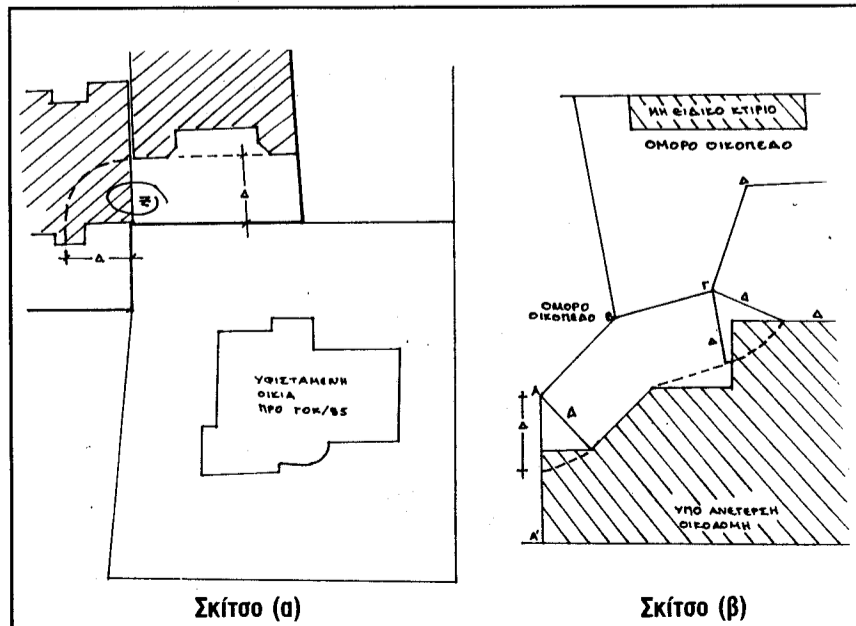 Δ
Δ
ΥΦΙΣΤΑΜΕΝΗ
ΟΙΚΙΑ
ΠΡΟ ΓΟΚ/85
Σκίτσο (α)
ΜΗ ΕΙΔΙΚΟ ΚΤΙΡΙΟ
ΟΜΟΡΟ ΟΙΚΟΠΕΔΟ
Δ
Γ
Δ
Δ
Δ
ΟΜΟΡΟ
ΟΙΚΟΠΕΔΟ
Β
Α
Δ
Δ
ΥΠΟ ΑΝΕΓΕΡΣΗ
ΟΙΚΟΔΟΜΗ
Α'
Σκίτσο (β)